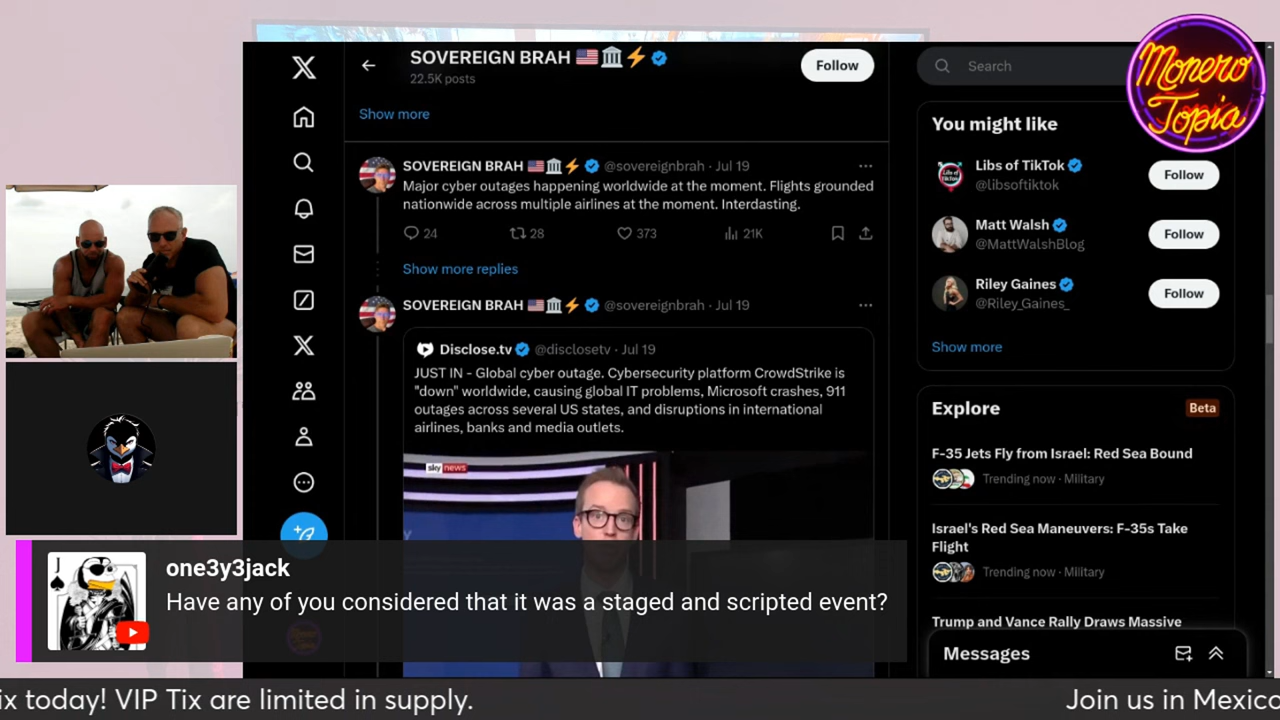 SOVEREIGN BRAH
22.5K posts
Follow
Search
Monero
Topia
Show more
SOVEREIGN BRAH @sovereignbrah · Jul 19
Major cyber outages happening worldwide at the moment. Flights grounded
nationwide across multiple airlines at the moment. Interdasting.
24 28 373 21K
Show more replies
SOVEREIGN BRAH @sovereignbrah · Jul 19
Disclose.tv @disclosetv · Jul 19
JUST IN - Global cyber outage. Cybersecurity platform CrowdStrike is
"down" worldwide, causing global IT problems, Microsoft crashes, 911
outages across several US states, and disruptions in international
airlines, banks and media outlets.
sky news
You might like
Libs of TikTok
@libsoftiktok
Follow
Matt Walsh
@MattWalshBlog
Follow
Riley Gaines
@Riley_Gaines_
Follow
Show more
Explore
Beta
F-35 Jets Fly from Israel: Red Sea Bound
Trending now · Military
Israel's Red Sea Maneuvers: F-35s Take
Flight
Trending now · Military
Trump and Vance Rally Draws Massive
Messages
J
one3y3jack
Have any of you considered that it was a staged and scripted event?
ix today! VIP Tix are limited in supply.
Join us in Mexico